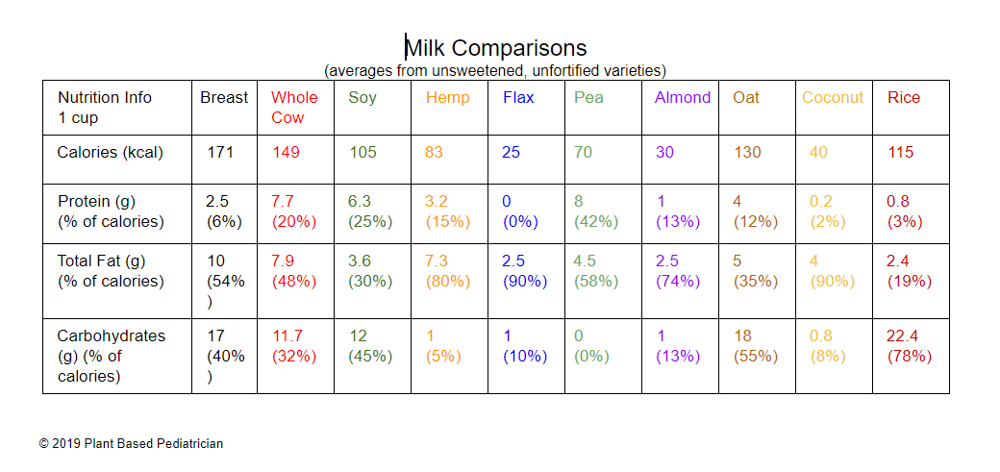 Milk Comparisons
(averages from unsweetened, unfortified varieties)
Nutrition Info 1 cup Breast Whole Cow Soy Hemp Flax Pea Almond Oat Coconut Rice
Calories (kcal) 171 149 105 83 25 70 30 130 40 115
Protein (g) 2.5 7.7 6.3 3.2 0 8 1 4 0.2 0.8
(% of calories) (6%) (20%) (25%) (15%) (0%) (42%) (13%) (12%) (2%) (3%)
Total Fat (g) 10 7.9 3.6 7.3 2.5 4.5 2.5 5 4 2.4
(% of calories) (54%) (48%) (30%) (80%) (90%) (58%) (74%) (35%) (90%) (19%)
Carbohydrates 17 11.7 12 1 1 0 1 18 0.8 22.4
(g) (% of calories) (40%) (32%) (45%) (5%) (10%) (0%) (13%) (55%) (8%) (78%)
© 2019 Plant Based Pediatrician